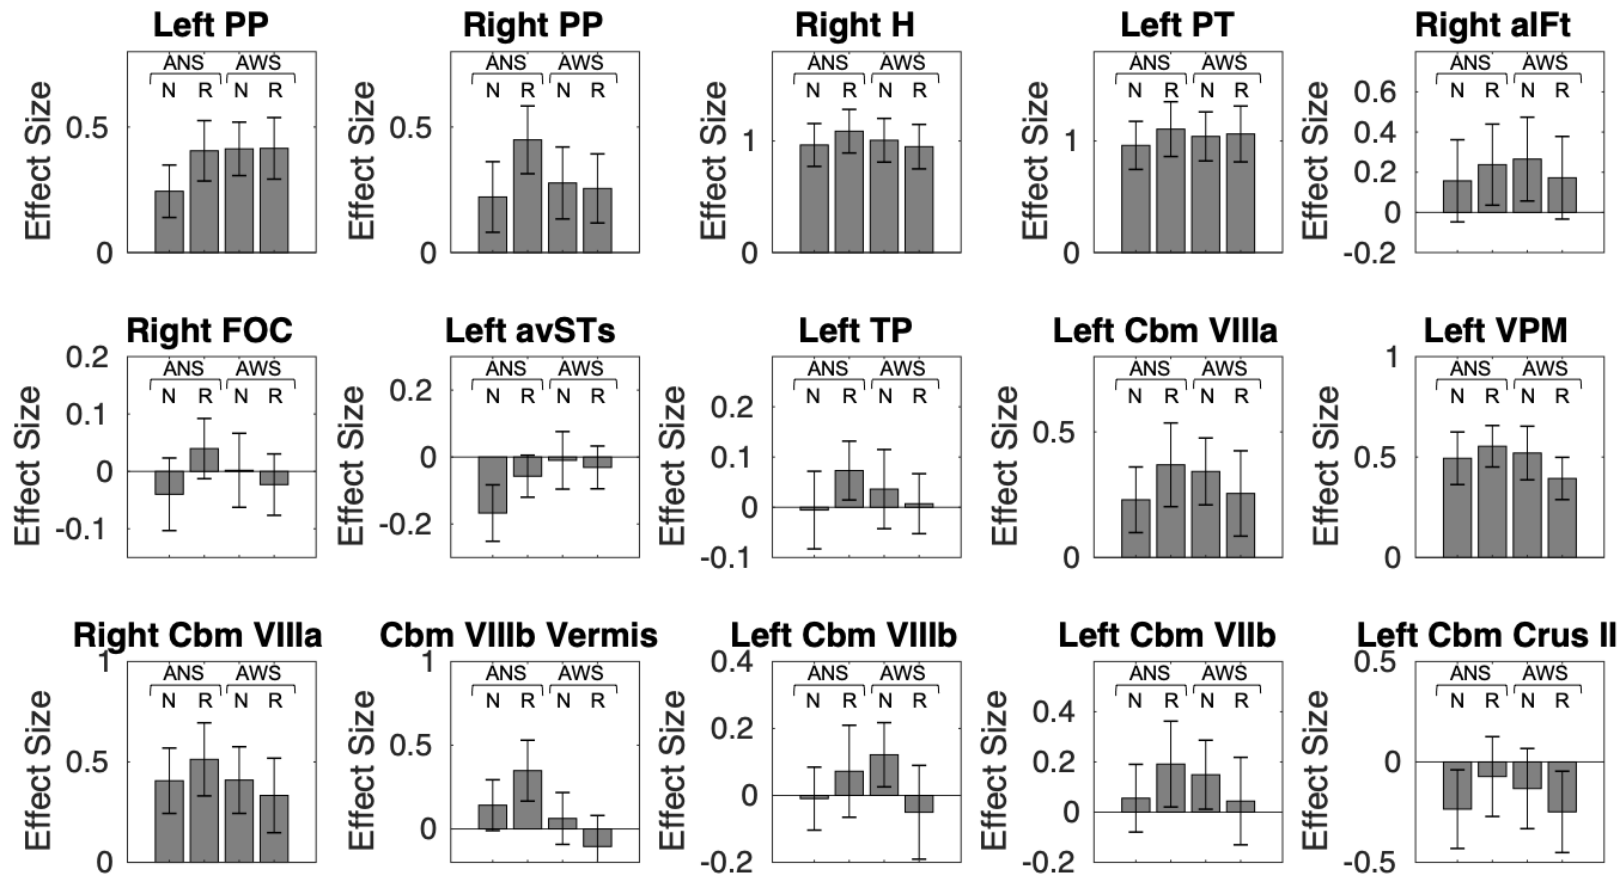 Left PP
Right PP
Right H
Left PT
Right aIFt
ANS AWS
N R N R
Effect Size
0.5
0
ANS AWS
N R N R
Effect Size
0.5
0
ANS AWS
N R N R
Effect Size
1
0
ANS AWS
N R N R
Effect Size
1
0
ANS AWS
N R N R
Effect Size
0.6
0.4
0.2
0
-0.2
Right FOC
Left avSTs
Left TP
Left Cbm VIIIa
Left VPM
ANS AWS
N R N R
Effect Size
0.2
0.1
0
-0.1
ANS AWS
N R N R
Effect Size
0.2
0
-0.2
ANS AWS
N R N R
Effect Size
0.2
0.1
0
-0.1
ANS AWS
N R N R
Effect Size
0.5
0
ANS AWS
N R N R
Effect Size
1
0.5
0
Right Cbm VIIIa
Cbm VIIIb Vermis
Left Cbm VIIIb
Left Cbm VIIb
Left Cbm Crus II
ANS AWS
N R N R
Effect Size
1
0.5
0
ANS AWS
N R N R
Effect Size
1
0.5
0
ANS AWS
N R N R
Effect Size
0.4
0.2
0
-0.2
ANS AWS
N R N R
Effect Size
0.4
0.2
0
-0.2
ANS AWS
N R N R
Effect Size
0.5
0
-0.5